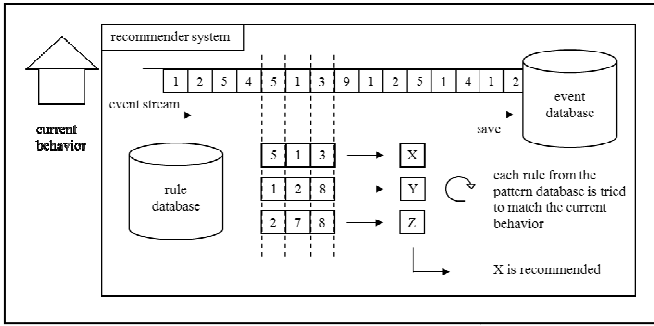 recommender system
1 2 5 4 5 1 3 9 1 2 5 1 4 1 2
event stream
save
event
database
current
behavior
rule
database
5 1 3 X
1 2 8 Y
2 7 8 Z
each rule from the
pattern database is tried
to match the current
behavior
X is recommended